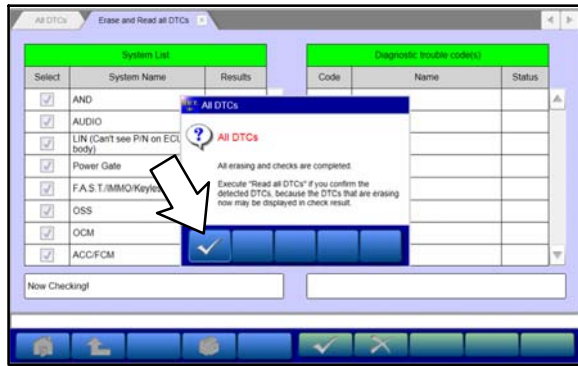 All DTCs
Erase and Read all DTCs
System List
Select
System Name
Results
AND
AUDIO
LIN (Can't see P/N on ECU
body)
Power Gate
F.A.S.T./IMMO/Keyless
OSS
OCM
ACC/FCM
Now Checking!
Diagnostic trouble code(s)
Code
Name
Status
All DTCs
All DTCs
All erasing and checks are completed.
Execute "Read all DTCs" if you confirm the
detected DTCs, because the DTCs that are erasing
now may be displayed in check result.